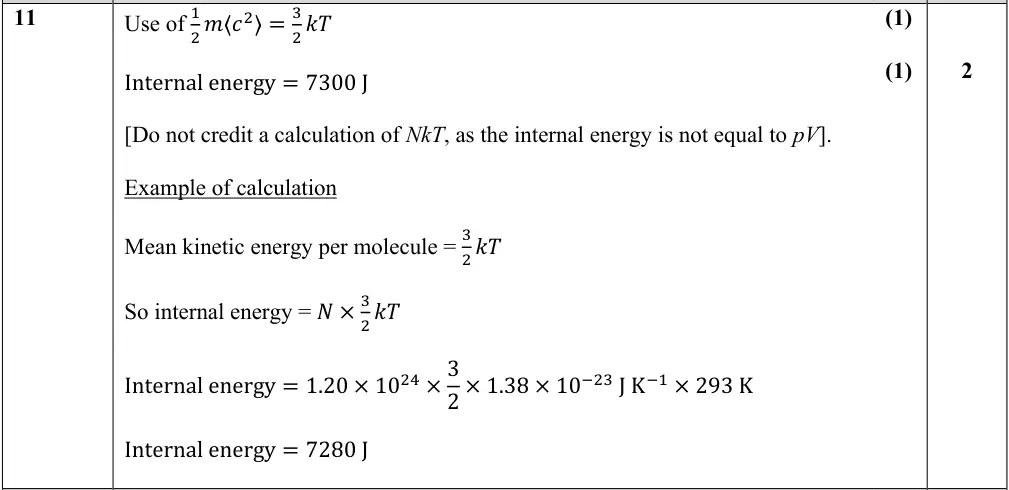 11 Use of 1/2 𝑚⟨𝑐²⟩ = 3/2 𝑘𝑇 (1)
Internal energy = 7300 J (1) 2
[Do not credit a calculation of NkT, as the internal energy is not equal to pV].
Example of calculation
Mean kinetic energy per molecule = 3/2 𝑘𝑇
So internal energy = 𝑁 × 3/2 𝑘𝑇
Internal energy = 1.20 × 10²⁴ × 3/2 × 1.38 × 10⁻²³ J K⁻¹ × 293 K
Internal energy = 7280 J